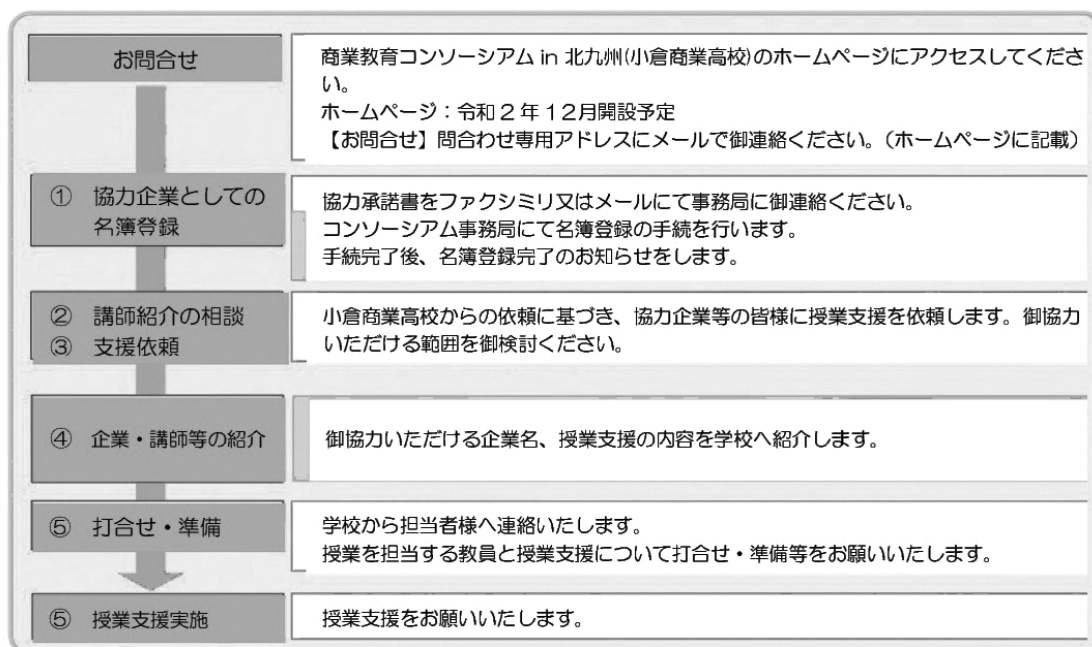 お問合せ
商業教育コンソーシアム in 北九州(小倉商業高校)のホームページにアクセスしてくださ
い。
ホームページ：令和２年１２月開設予定
【お問合せ】問合わせ専用アドレスにメールで御連絡ください。（ホームページに記載）
① 協力企業としての
名簿登録
協力承諾書をファクシミリ又はメールにて事務局に御連絡ください。
コンソーシアム事務局にて名簿登録の手続を行います。
手続完了後、名簿登録完了のお知らせをします。
② 講師紹介の相談
③ 支援依頼
小倉商業高校からの依頼に基づき、協力企業等の皆様に授業支援を依頼します。御協力
いただける範囲を御検討ください。
④ 企業・講師等の紹介
御協力いただける企業名、授業支援の内容を学校へ紹介します。
⑤ 打合せ・準備
学校から担当者様へ連絡いたします。
授業を担当する教員と授業支援について打合せ・準備等をお願いいたします。
⑤ 授業支援実施
授業支援をお願いいたします。